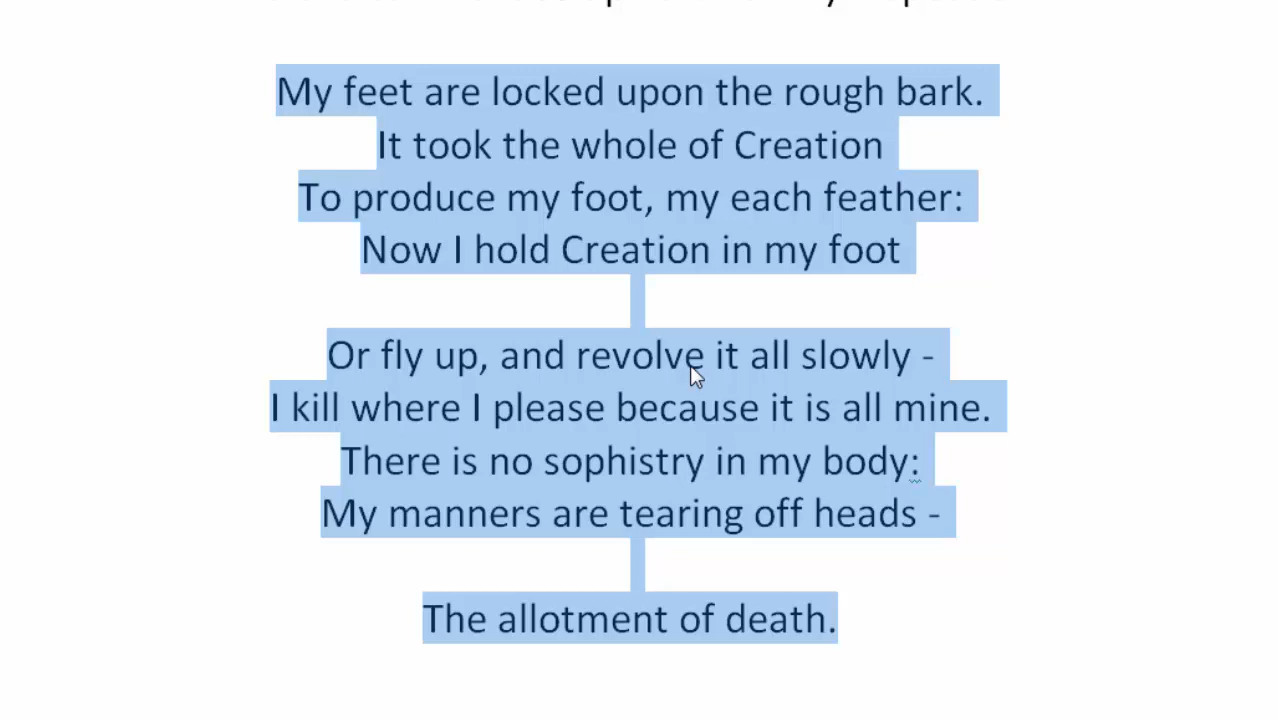 My feet are locked upon the rough bark.
It took the whole of Creation
To produce my foot, my each feather:
Now I hold Creation in my foot
Or fly up, and revolve it all slowly -
I kill where I please because it is all mine.
There is no sophistry in my body:
My manners are tearing off heads -
The allotment of death.